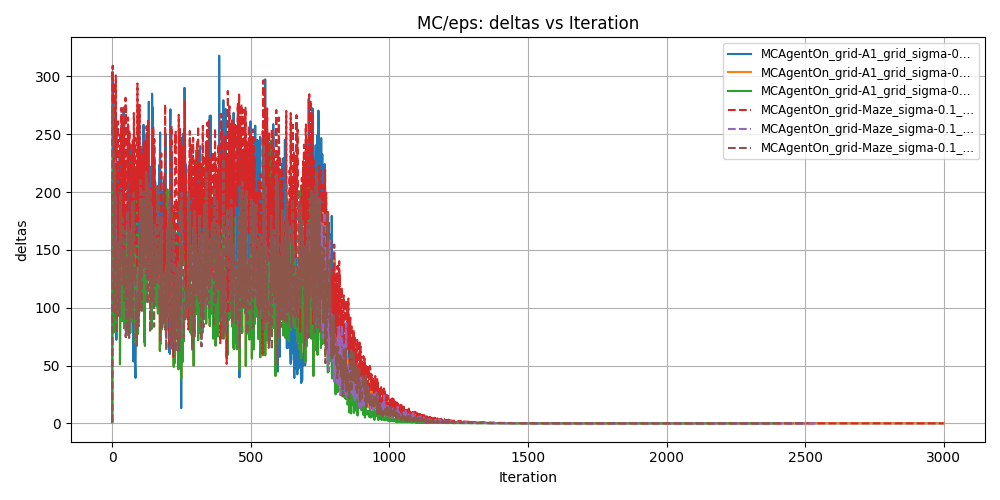 MC/eps: deltas vs Iteration
MCAgentOn_grid-A1_grid_sigma-0...
MCAgentOn_grid-A1_grid_sigma-0...
MCAgentOn_grid-A1_grid_sigma-0...
MCAgentOn_grid-Maze_sigma-0.1_...
MCAgentOn_grid-Maze_sigma-0.1_...
MCAgentOn_grid-Maze_sigma-0.1_...
deltas
300
250
200
150
100
50
0
0 500 1000 1500 2000 2500 3000
Iteration